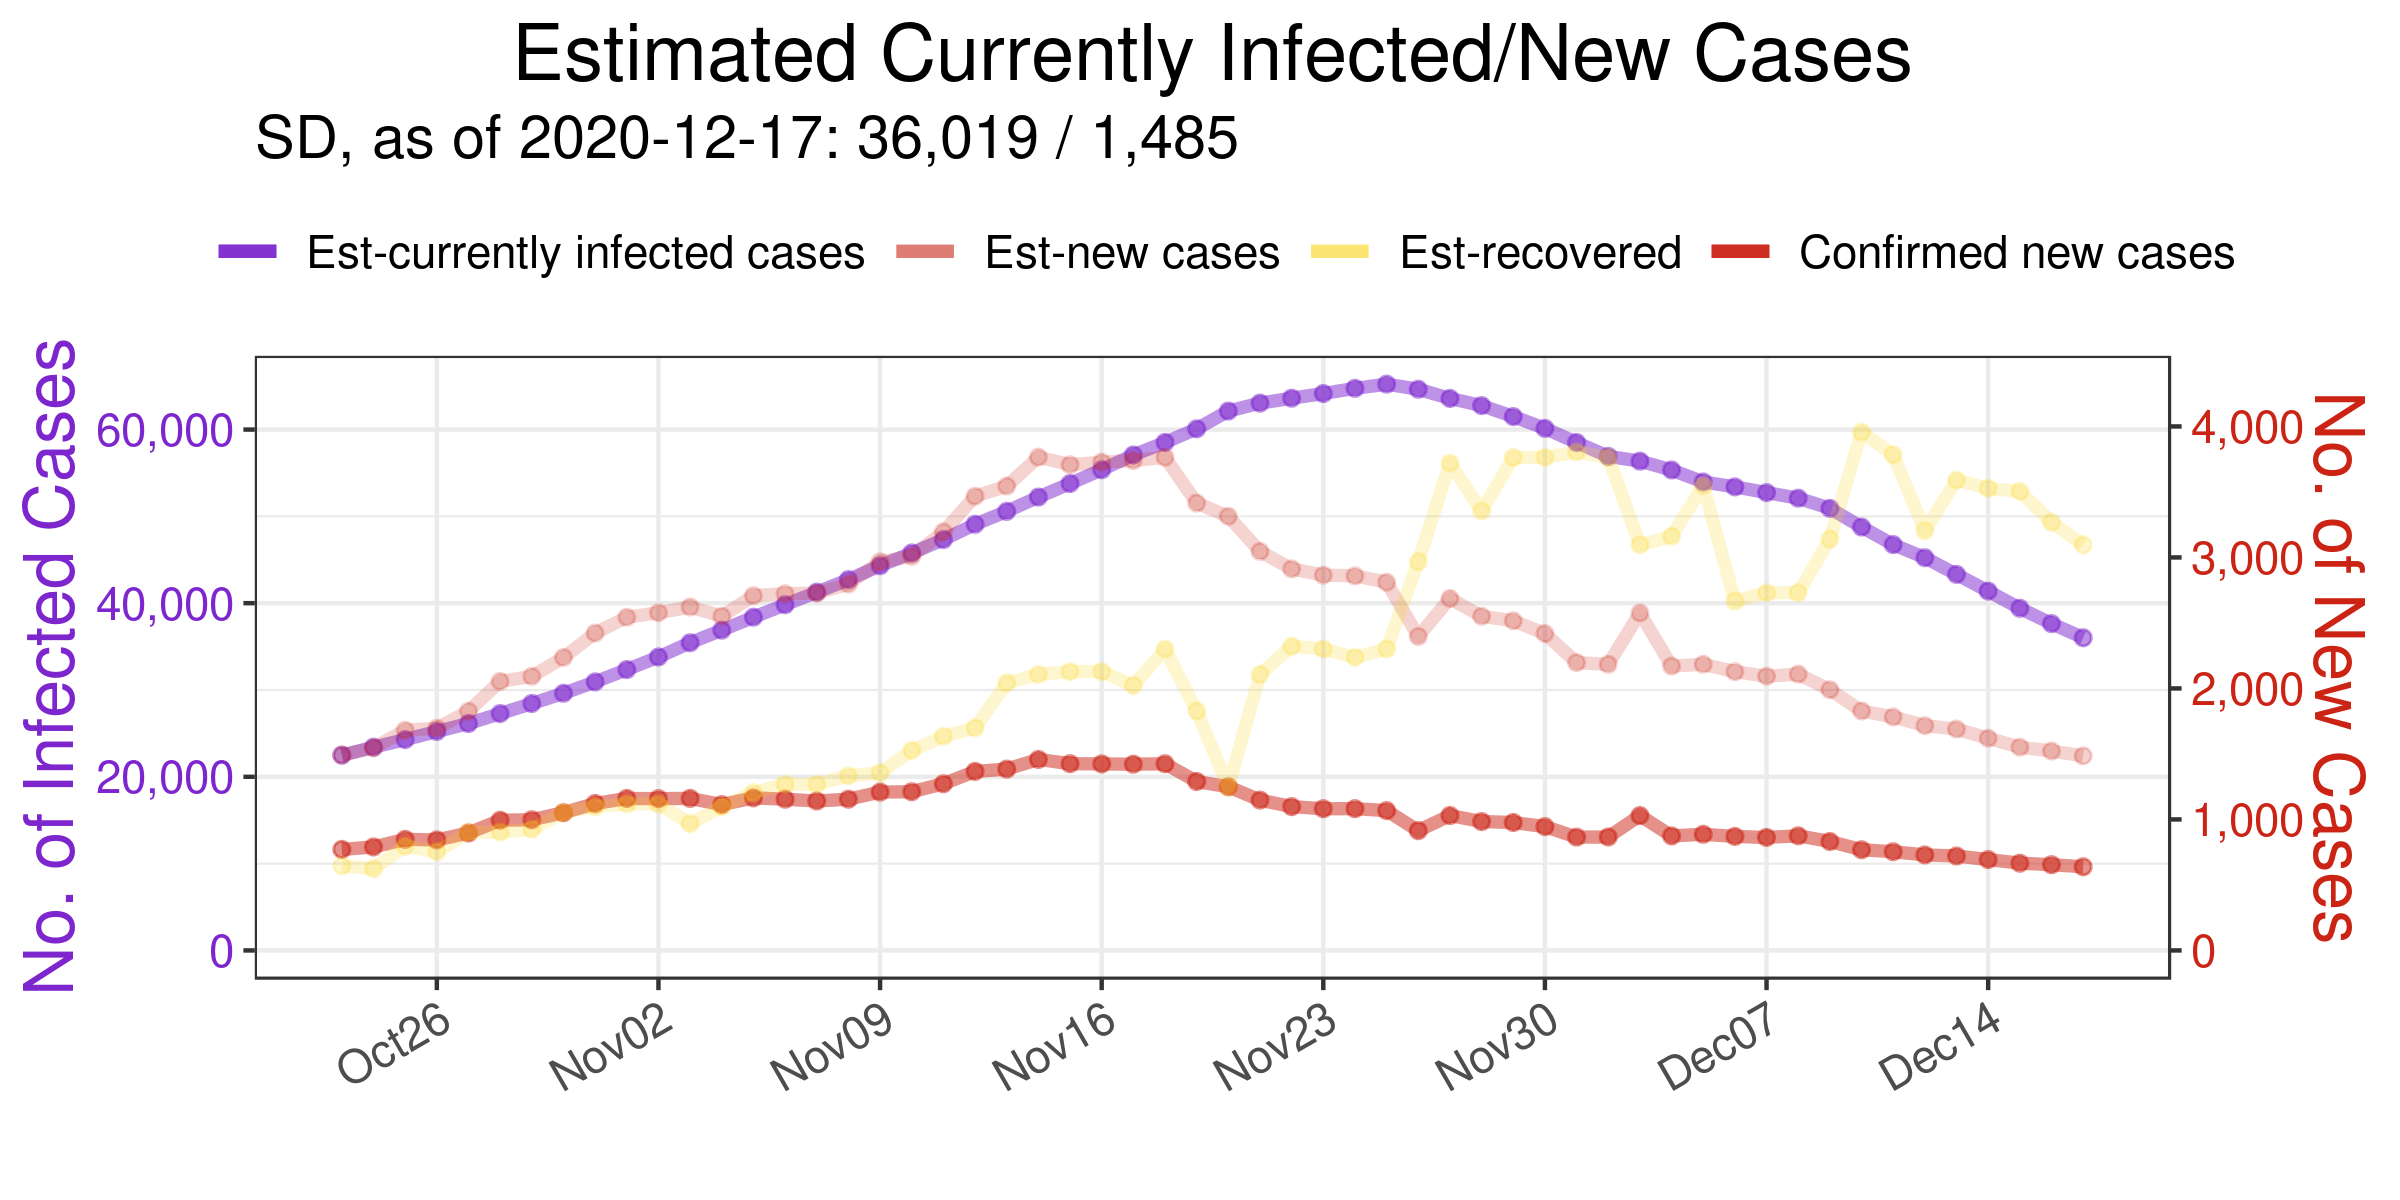 Estimated Currently Infected/New Cases
SD, as of 2020-12-17: 36,019 / 1,485
Est-currently infected cases Est-new cases Est-recovered Confirmed new cases
No. of Infected Cases
60,000
40,000
20,000
0
4,000
3,000
2,000
1,000
0
No. of New Cases
Oct26 Nov02 Nov09 Nov16 Nov23 Nov30 Dec07 Dec14